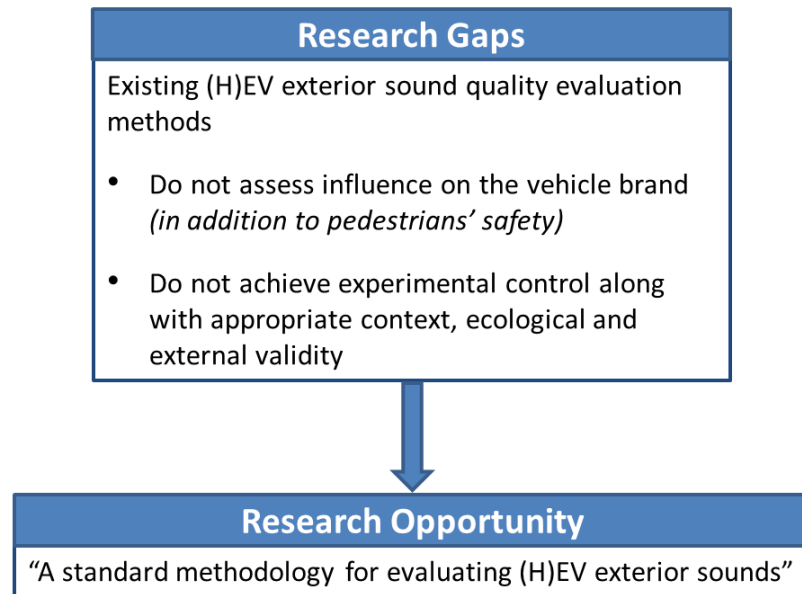 Research Gaps
Existing (H)EV exterior sound quality evaluation
methods
• Do not assess influence on the vehicle brand
(in addition to pedestrians’ safety)
• Do not achieve experimental control along
with appropriate context, ecological and
external validity
Research Opportunity
“A standard methodology for evaluating (H)EV exterior sounds”